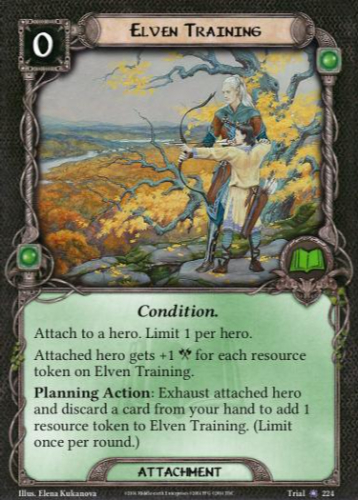 0
ELVEN TRAINING
Condition.
Attach to a hero. Limit 1 per hero.
Attached hero gets +1 for each resource
token on Elven Training.
Planning Action: Exhaust attached hero
and discard a card from your hand to add 1
resource token to Elven Training. (Limit
once per round.)
ATTACHMENT
Illus. Elena Kukanova
Trial 224